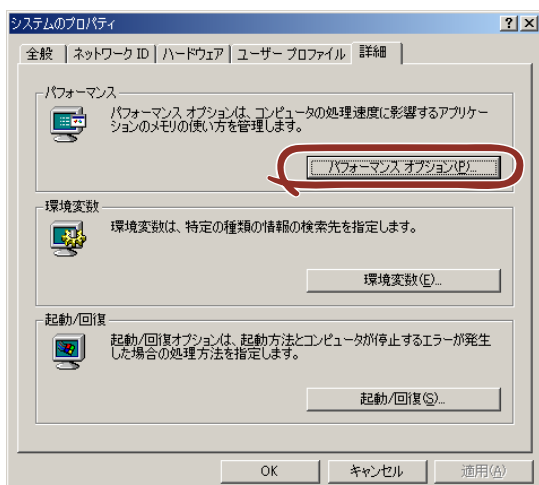 システムのプロパティ
全般 ネットワーク ID ハードウェア ユーザー プロファイル 詳細
パフォーマンス
パフォーマンス オプションは、コンピュータの処理速度に影響するアプリケー
ションのメモリの使い方を管理します。
パフォーマンス オプション(P)...
環境変数
環境変数は、特定の種類の情報の検索先を指定します。
環境変数(E)...
起動/回復
起動/回復オプションは、起動方法とコンピュータが停止するエラーが発生
した場合の処理方法を指定します。
起動/回復(S)...
OK キャンセル 適用(A)